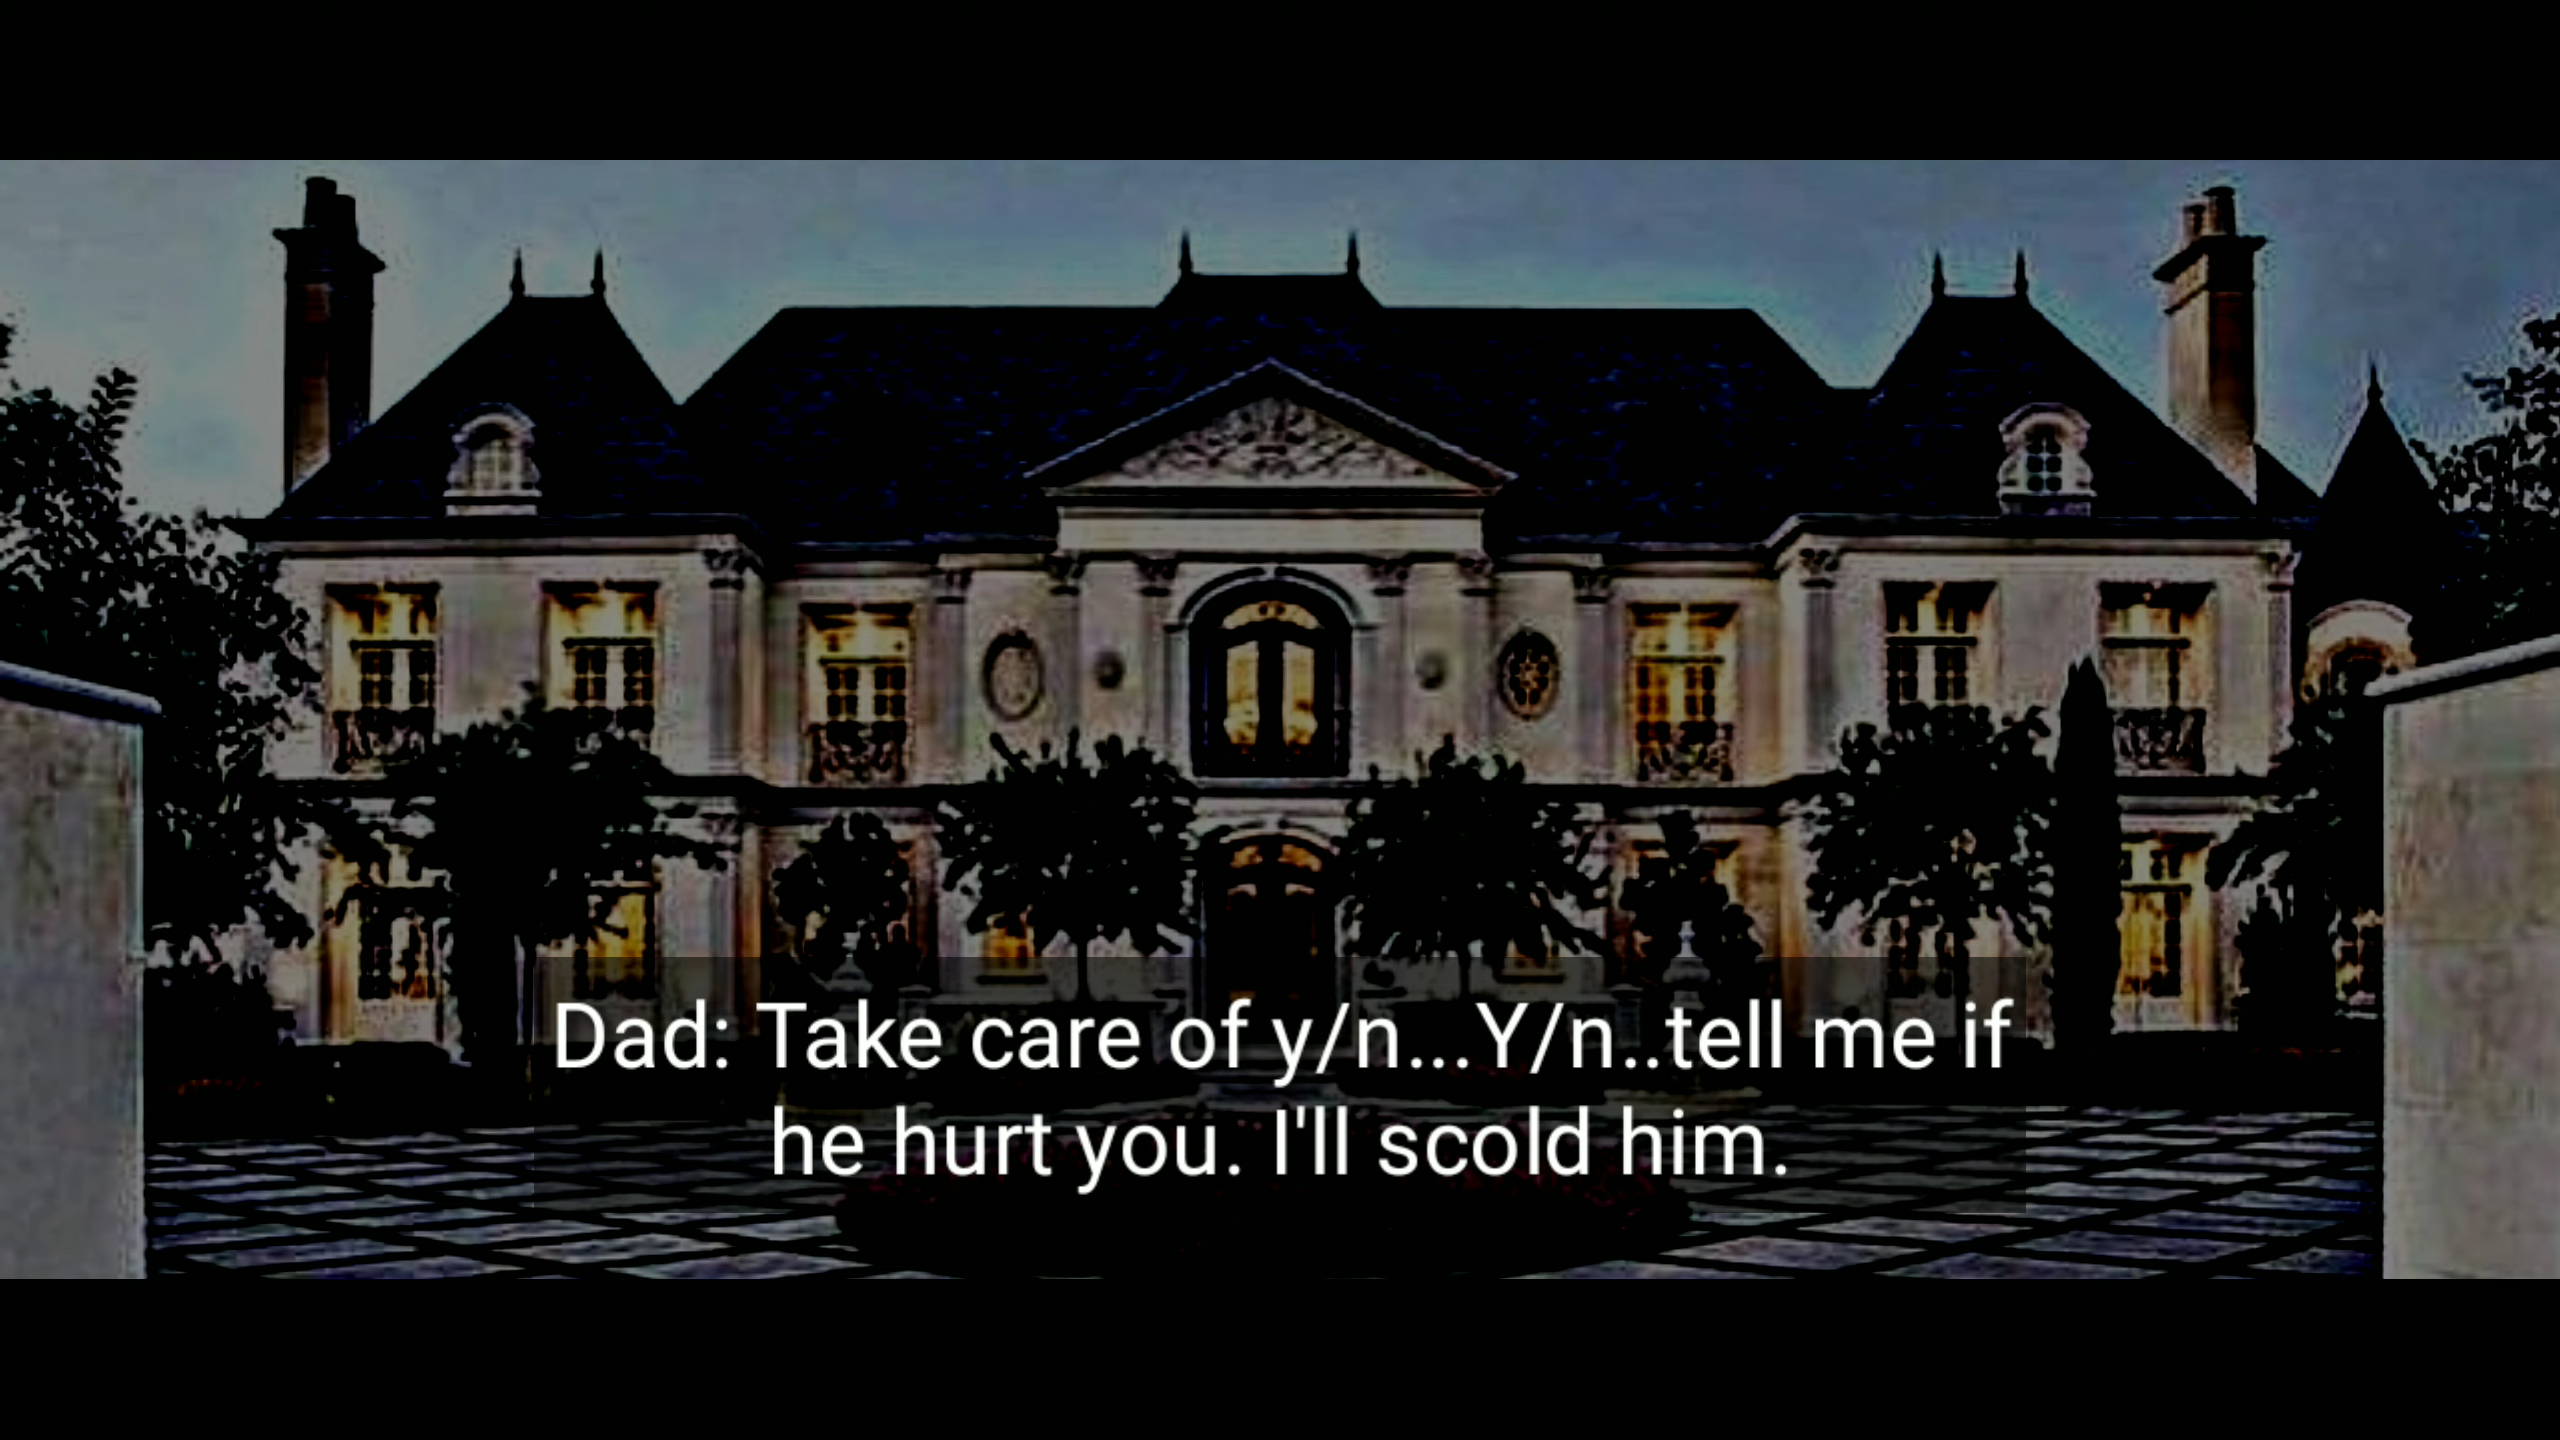 Dad: Take care of y/n...Y/n..tell me if
he hurt you. I'll scold him.